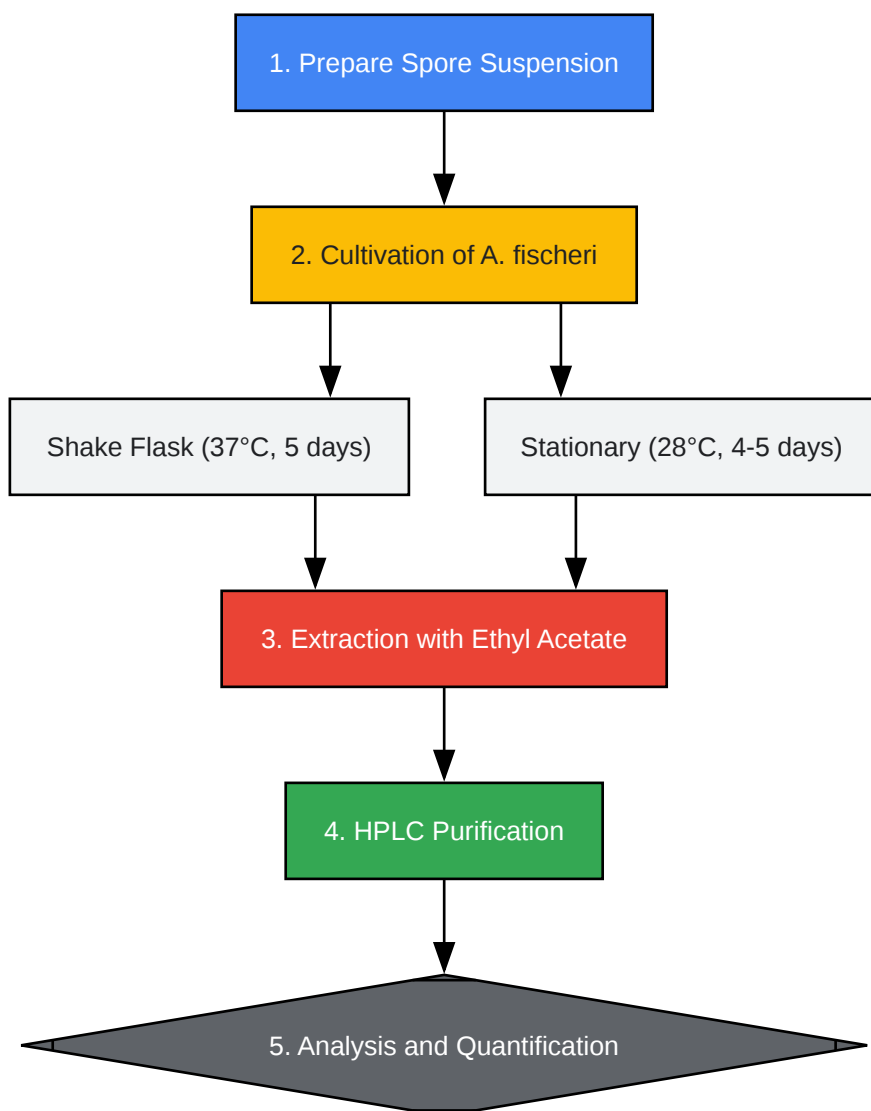 1. Prepare Spore Suspension
2. Cultivation of A. fischeri
Shake Flask (37°C, 5 days)
Stationary (28°C, 4-5 days)
3. Extraction with Ethyl Acetate
4. HPLC Purification
5. Analysis and Quantification